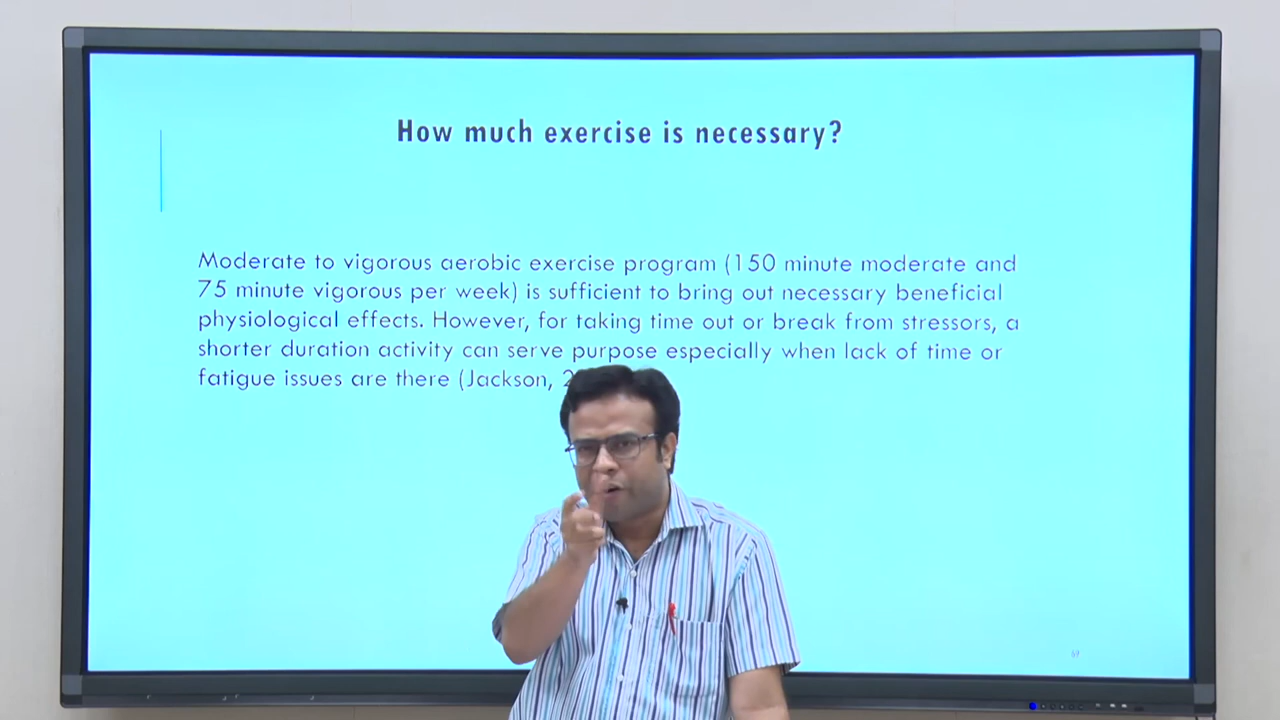 How much exercise is necessary?
Moderate to vigorous aerobic exercise program (150 minute moderate and
75 minute vigorous per week) is sufficient to bring out necessary beneficial
physiological effects. However, for taking time out or break from stressors, a
shorter duration activity can serve purpose especially when lack of time or
fatigue issues are there (Jackson,